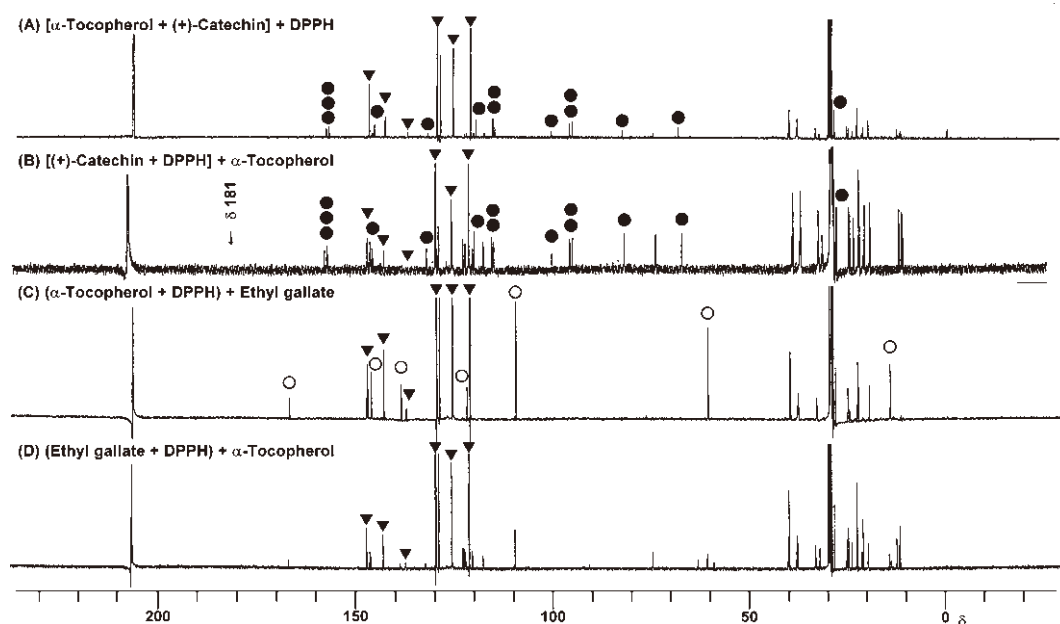 (A) [α-Tocopherol + (+)-Catechin] + DPPH
(B) [(+)-Catechin + DPPH] + α-Tocopherol
δ 181
(C) (α-Tocopherol + DPPH) + Ethyl gallate
(D) (Ethyl gallate + DPPH) + α-Tocopherol
200 150 100 50 0 δ